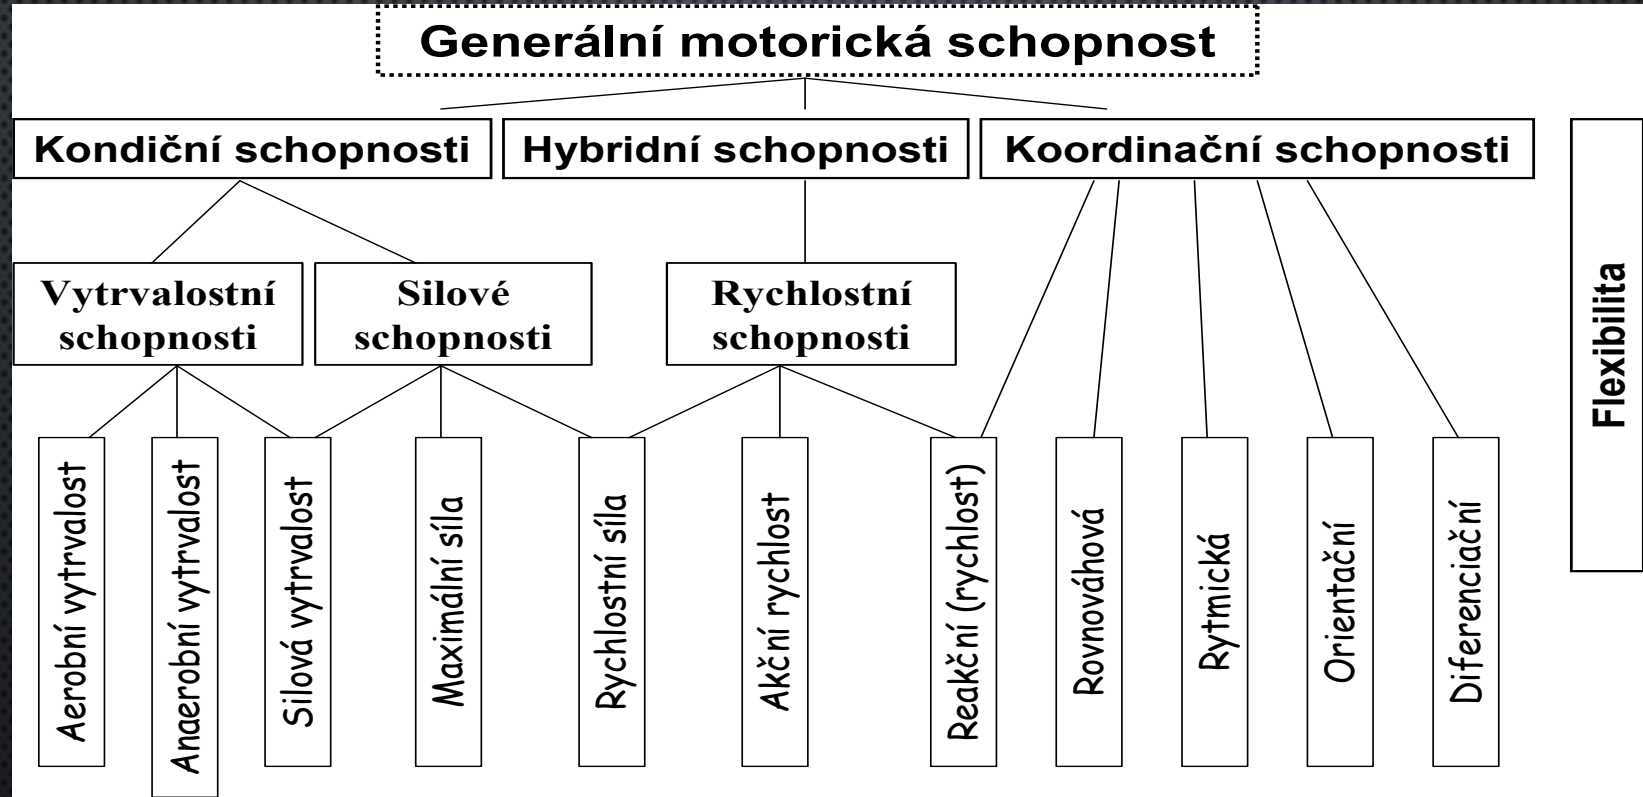 Generální motorická schopnost
Kondiční schopnosti
Hybridní schopnosti
Koordinační schopnosti
Flexibilita
Vytrvalostní
schopnosti
Silové
schopnosti
Rychlostní
schopnosti
Aerobní vytrvalost
Anaerobní vytrvalost
Silová vytrvalost
Maximální síla
Rychlostní síla
Akční rychlost
Reakční (rychlost)
Rovnováhová
Rytmická
Orientační
Diferenciační